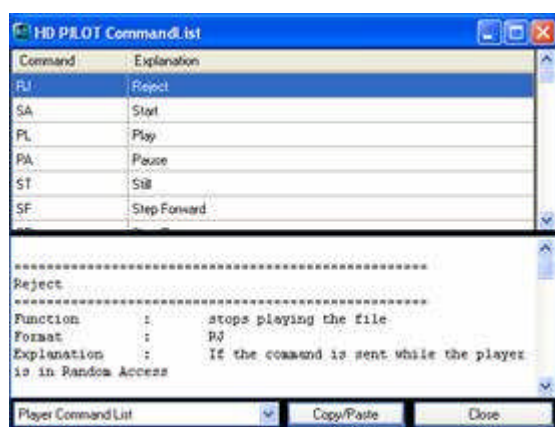 HD PILOT CommandList
Command Explanation
RJ Reject
SA Start
PL Play
PA Pause
ST Still
SF Step Forward
=====================================================
Reject
=====================================================
Function : stops playing the file
Format : RJ
Explanation : If the command is sent while the player
is in Random Access
Player Command List Copy/Paste Close